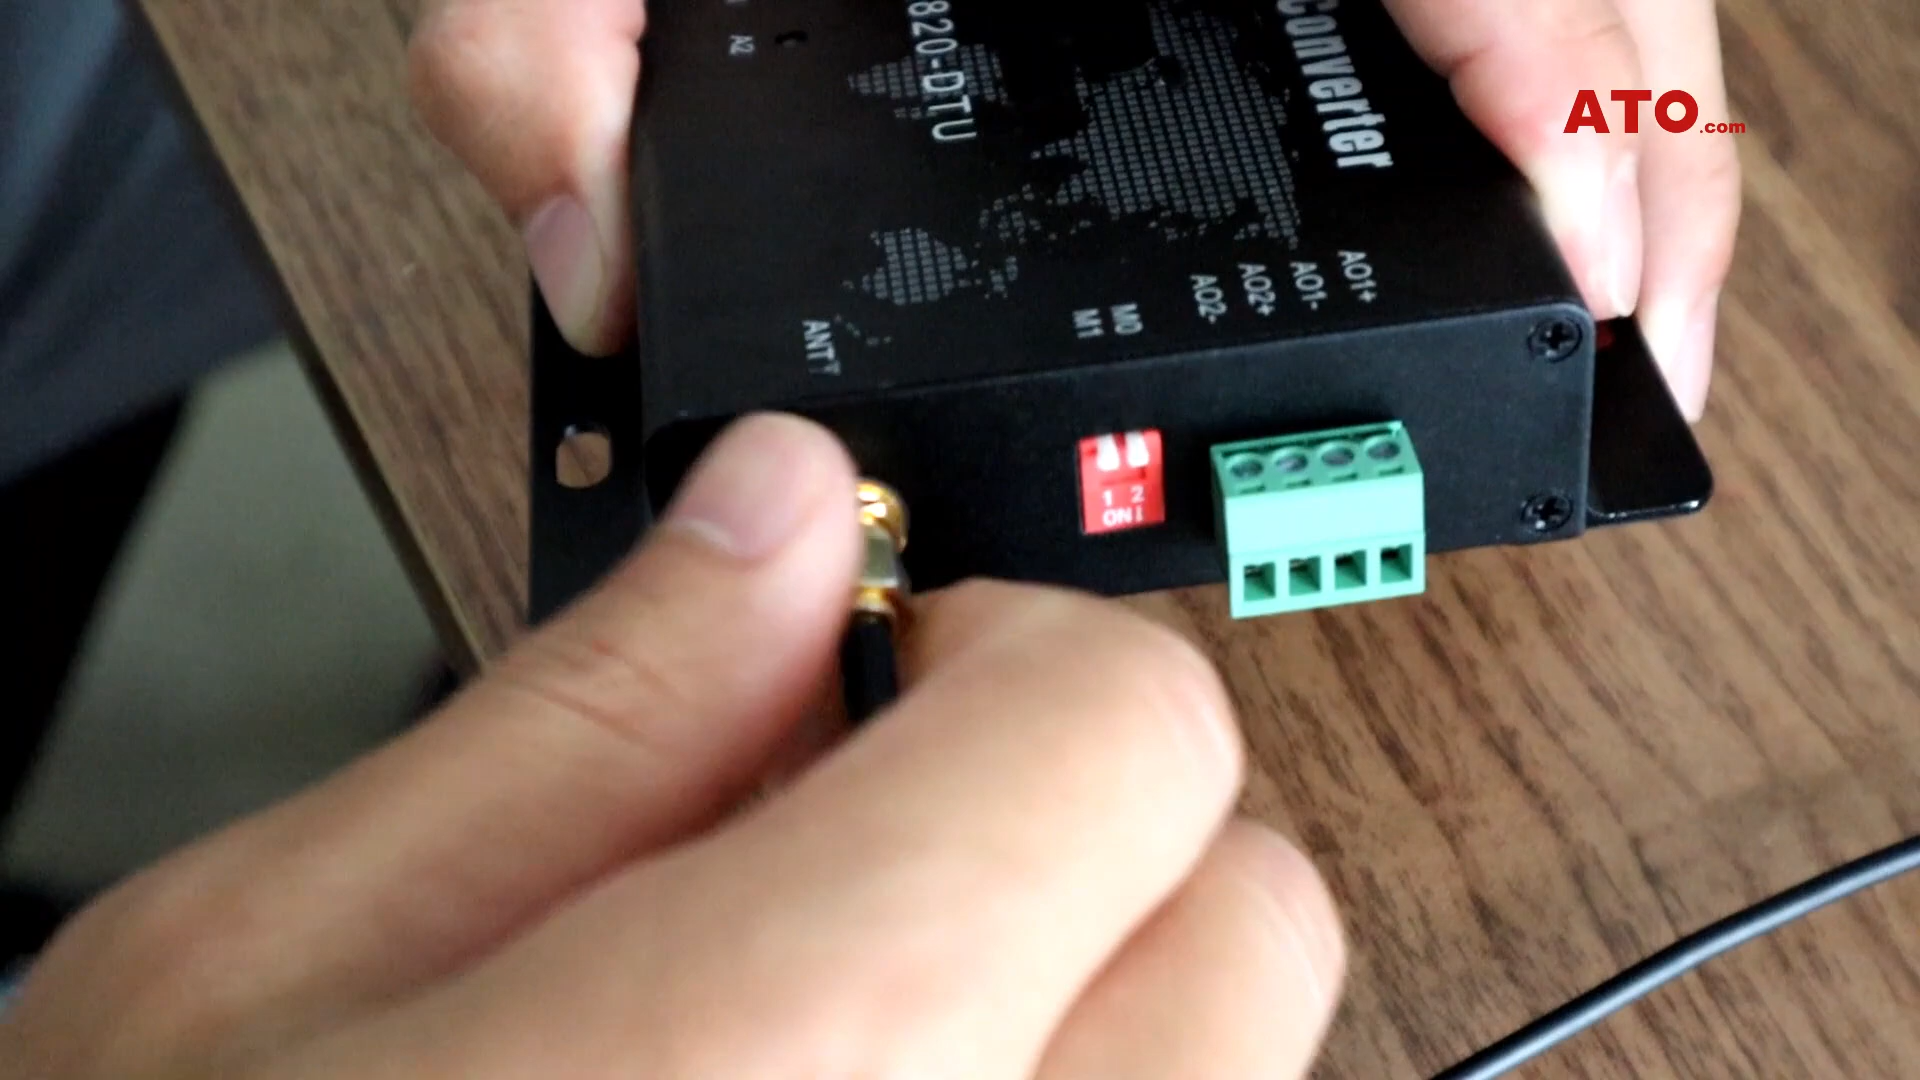 A2
820-DTU
Converter
ATO.com
AO1+
AO1-
AO2+
AO2-
M0
M1
ANT
1 2
ON